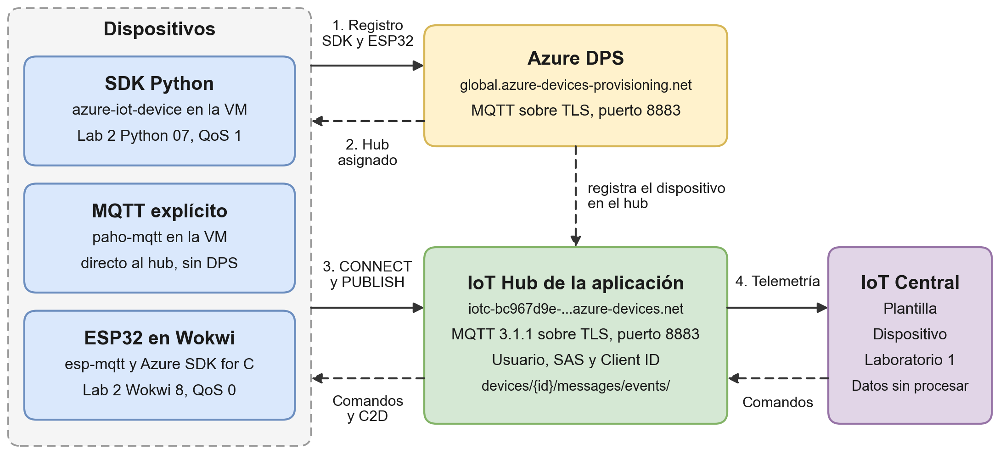 Dispositivos
SDK Python
azure-iot-device en la VM
Lab 2 Python 07, QoS 1
MQTT explícito
paho-mqtt en la VM
directo al hub, sin DPS
ESP32 en Wokwi
esp-mqtt y Azure SDK for C
Lab 2 Wokwi 8, QoS 0
1. Registro
SDK y ESP32
2. Hub
asignado
3. CONNECT
y PUBLISH
Comandos
y C2D
Azure DPS
global.azure-devices-provisioning.net
MQTT sobre TLS, puerto 8883
registra el dispositivo
en el hub
IoT Hub de la aplicación
iotc-bc967d9e-...azure-devices.net
MQTT 3.1.1 sobre TLS, puerto 8883
Usuario, SAS y Client ID
devices/{id}/messages/events/
4. Telemetría
Comandos
IoT Central
Plantilla
Dispositivo
Laboratorio 1
Datos sin procesar